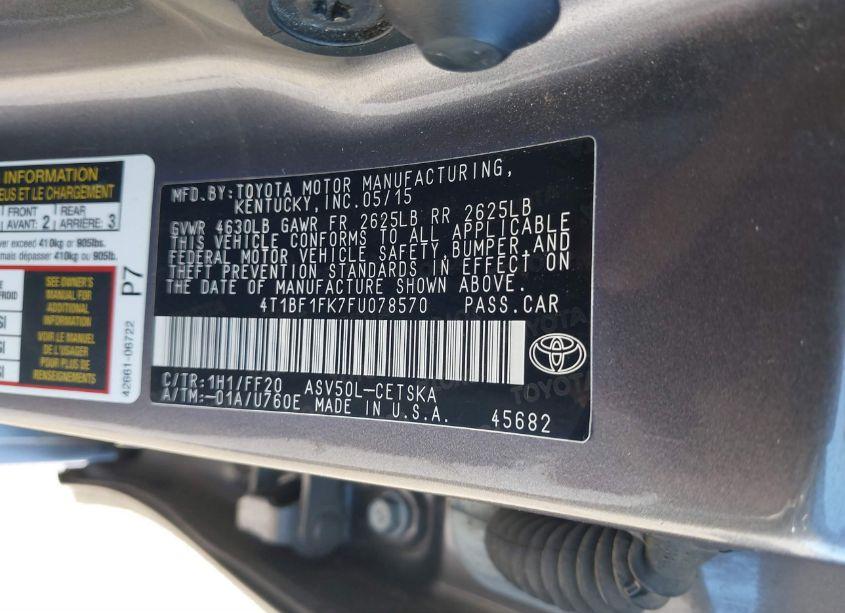 INFORMATION
EUS ET LE CHARGEMENT
FRONT
AVANT: 2
REAR
ARRIÈRE: 3
ver exceed 410kg or 905lbs.
mais dépasser 410kg ou 905lb.
FROID
SEE OWNER'S
MANUAL FOR
ADDITIONAL
INFORMATION
VOIR LE MANUEL
DE L'USAGER
POUR PLUS DE
RENSEIGNEMENTS
P7
42661-06722
MFD.BY:TOYOTA MOTOR MANUFACTURING,
KENTUCKY, INC.05/15
GVWR 4630LB GAWR FR 2625LB RR 2625LB
THIS VEHICLE CONFORMS TO ALL APPLICABLE
FEDERAL MOTOR VEHICLE SAFETY,BUMPER,AND
THEFT PREVENTION STANDARDS IN EFFECT ON
THE DATE OF MANUFACTURE SHOWN ABOVE.
4T1BF1FK7FU078570 PASS.CAR
C/TR:1H1/FF20 ASV50L-CETSKA
A/TM:-01A/U760E MADE IN U.S.A. 45682